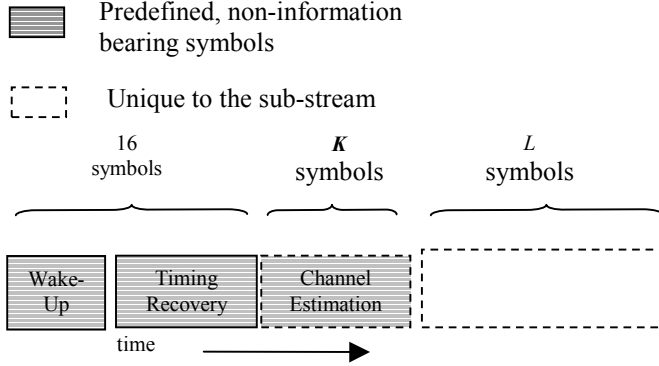 Predefined, non-information
bearing symbols
Unique to the sub-stream
16
symbols
K
symbols
L
symbols
Wake-
Up
Timing
Recovery
Channel
Estimation
time